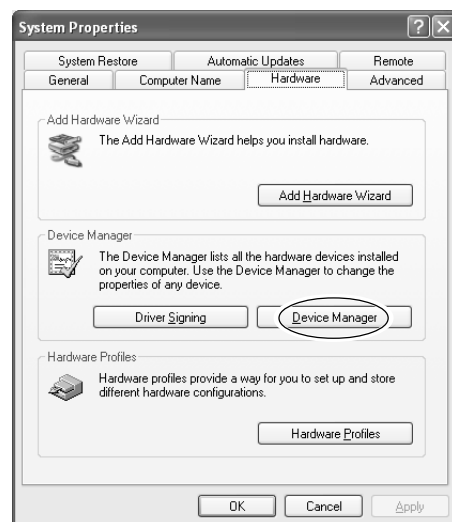 System Properties
System Restore Automatic Updates Remote
General Computer Name Hardware Advanced
Add Hardware Wizard
The Add Hardware Wizard helps you install hardware.
Add Hardware Wizard
Device Manager
The Device Manager lists all the hardware devices installed
on your computer. Use the Device Manager to change the
properties of any device.
Driver Signing Device Manager
Hardware Profiles
Hardware profiles provide a way for you to set up and store
different hardware configurations.
Hardware Profiles
OK Cancel Apply